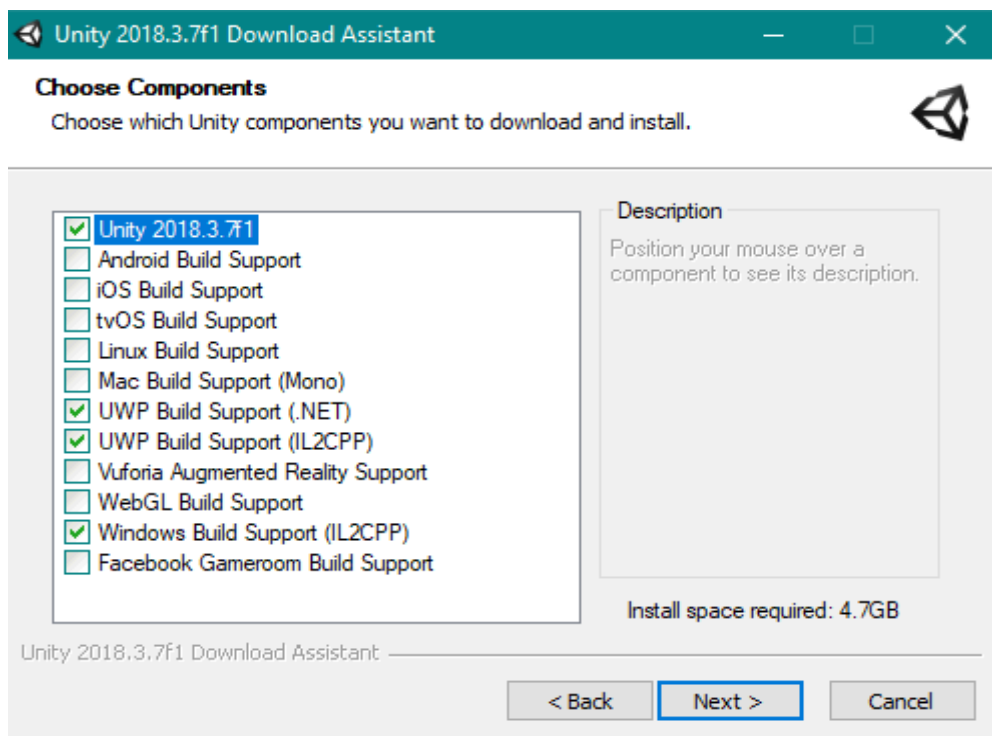 Unity 2018.3.7f1 Download Assistant
Choose Components
Choose which Unity components you want to download and install.
Unity 2018.3.7f1
Android Build Support
iOS Build Support
tvOS Build Support
Linux Build Support
Mac Build Support (Mono)
UWP Build Support (.NET)
UWP Build Support (IL2CPP)
Vuforia Augmented Reality Support
WebGL Build Support
Windows Build Support (IL2CPP)
Facebook Gameroom Build Support
Description
Position your mouse over a
component to see its description.
Install space required: 4.7GB
Unity 2018.3.7f1 Download Assistant
< Back
Next >
Cancel